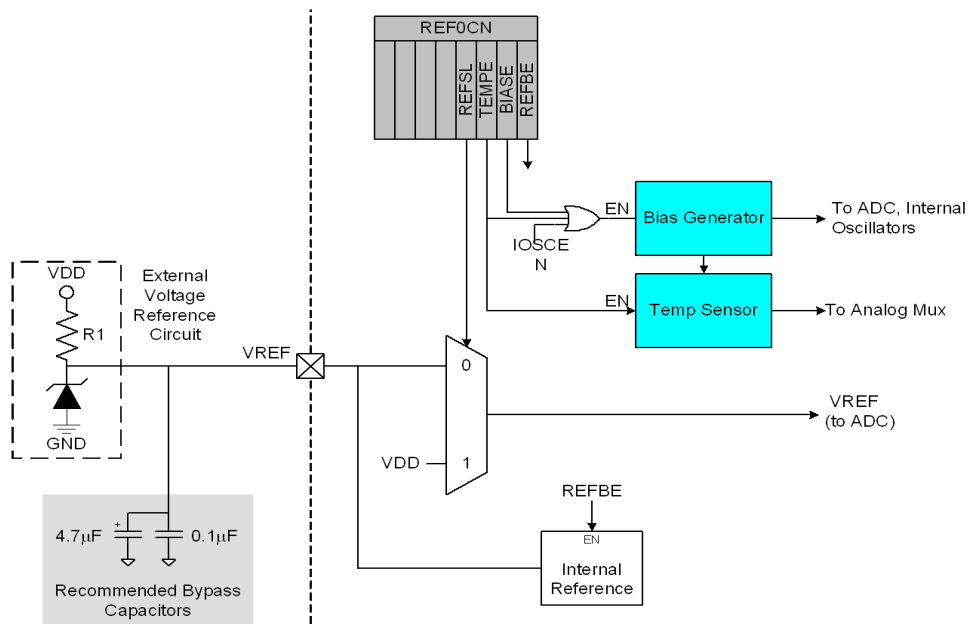 REF0CN
REFSL
TEMPE
BIASE
REFBE
EN
Bias Generator
To ADC, Internal
Oscillators
IOSCE
N
EN
Temp Sensor
To Analog Mux
VDD
External
Voltage
Reference
Circuit
R1
VREF
GND
0
VREF
(to ADC)
VDD
1
REFBE
EN
Internal
Reference
4.7µF
+
0.1µF
Recommended Bypass
Capacitors